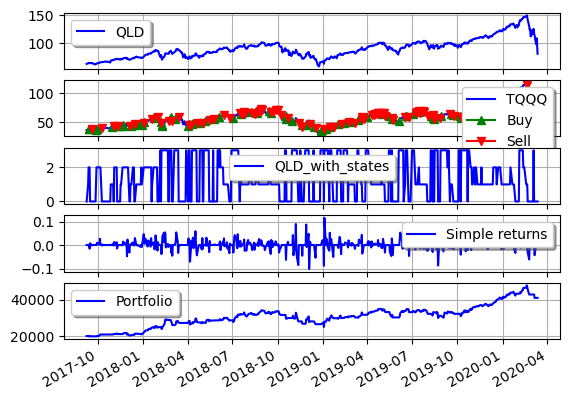 150
100
QLD
100
50
TQQQ
Buy
Sell
2
0
QLD_with_states
0.1
0.0
−0.1
Simple returns
40000
20000
Portfolio
2017-10 2018-01 2018-04 2018-07 2018-10 2019-01 2019-04 2019-07 2019-10 2020-01 2020-04